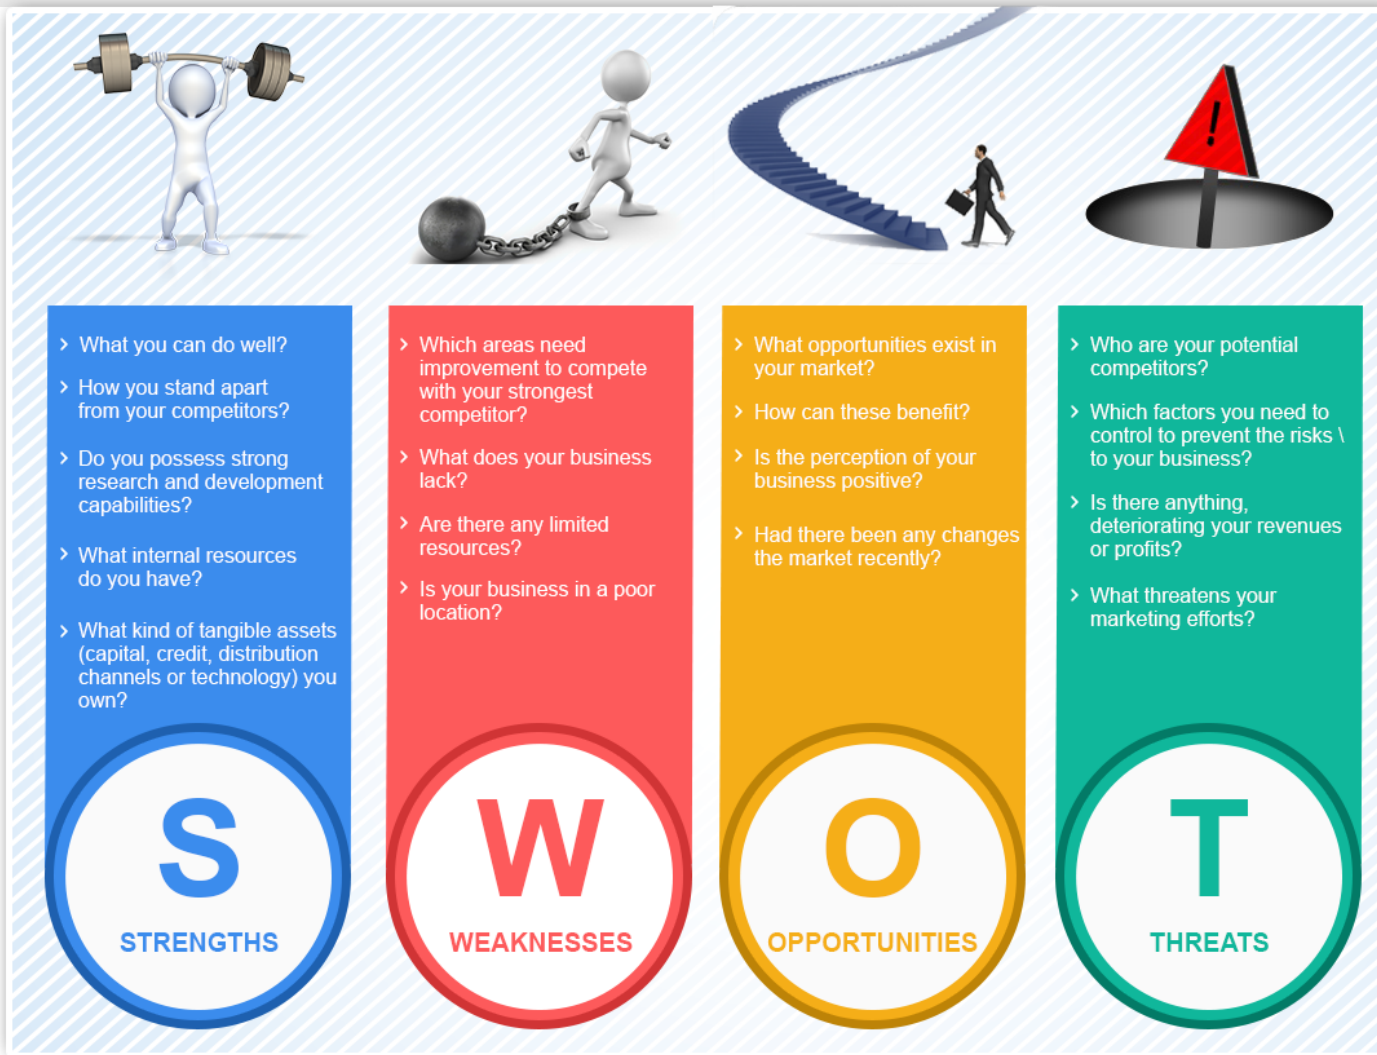 What you can do well?
How you stand apart
from your competitors?
Do you possess strong
research and development
capabilities?
What internal resources
do you have?
What kind of tangible assets
(capital, credit, distribution
channels or technology) you
own?
S
STRENGTHS
Which areas need
improvement to compete
with your strongest
competitor?
What does your business
lack?
Are there any limited
resources?
Is your business in a poor
location?
W
WEAKNESSES
What opportunities exist in
your market?
How can these benefit?
Is the perception of your
business positive?
Had there been any changes
the market recently?
O
OPPORTUNITIES
Who are your potential
competitors?
Which factors you need to
control to prevent the risks \
to your business?
Is there anything,
deteriorating your revenues
or profits?
What threatens your
marketing efforts?
T
THREATS